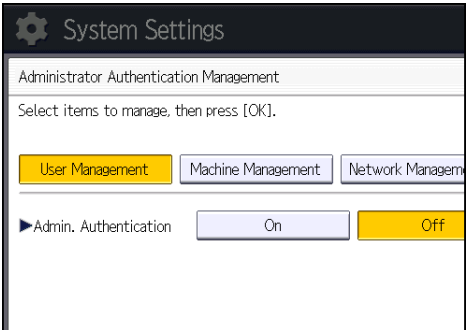 System Settings
Administrator Authentication Management
Select items to manage, then press [OK].
User Management Machine Management Network Managem
Admin. Authentication On Off